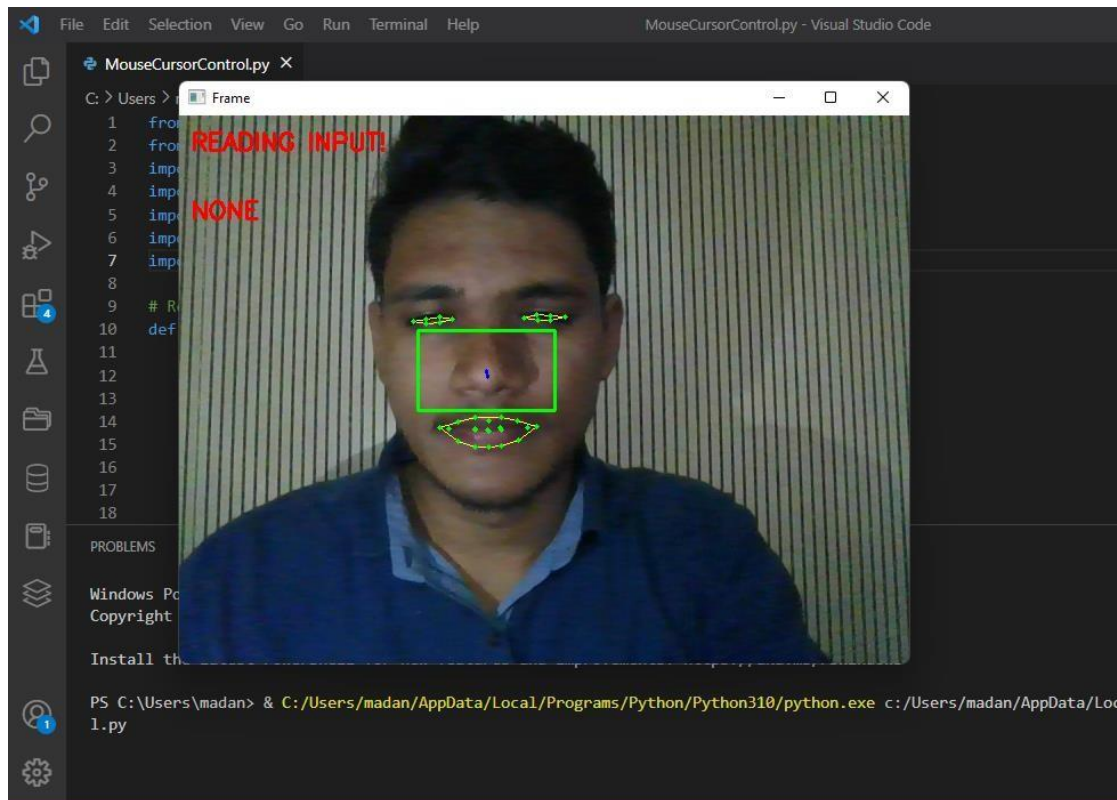 File Edit Selection View Go Run Terminal Help MouseCursorControl.py - Visual Studio Code
MouseCursorControl.py
C: > Users >
Frame
READING INPUT!
NONE
1 from
2 from
3
4
5
6
7
8
9 #
10 def
11
12
13
14
15
16
17
18
4
PROBLEMS
Windows
Copyright
Install
PS C:\Users\madan> & C:/Users/madan/AppData/Local/Programs/Python/Python310/python.exe c:/Users/madan/AppData/
l.py
1